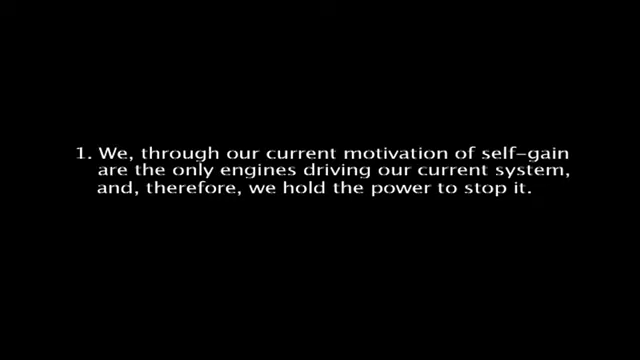 1. We, through our current motivation of self-gain
are the only engines driving our current system,
and, therefore, we hold the power to stop it.